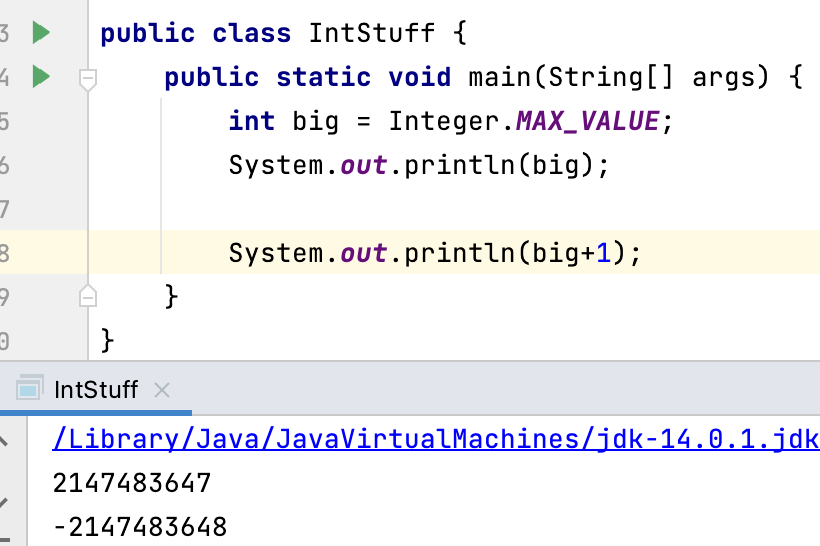 3 public class IntStuff {
4 public static void main(String[] args) {
5 int big = Integer.MAX_VALUE;
6 System.out.println(big);
7
8 System.out.println(big+1);
9 }
0 }
IntStuff ×
/Library/Java/JavaVirtualMachines/jdk-14.0.1.jdk
2147483647
-2147483648